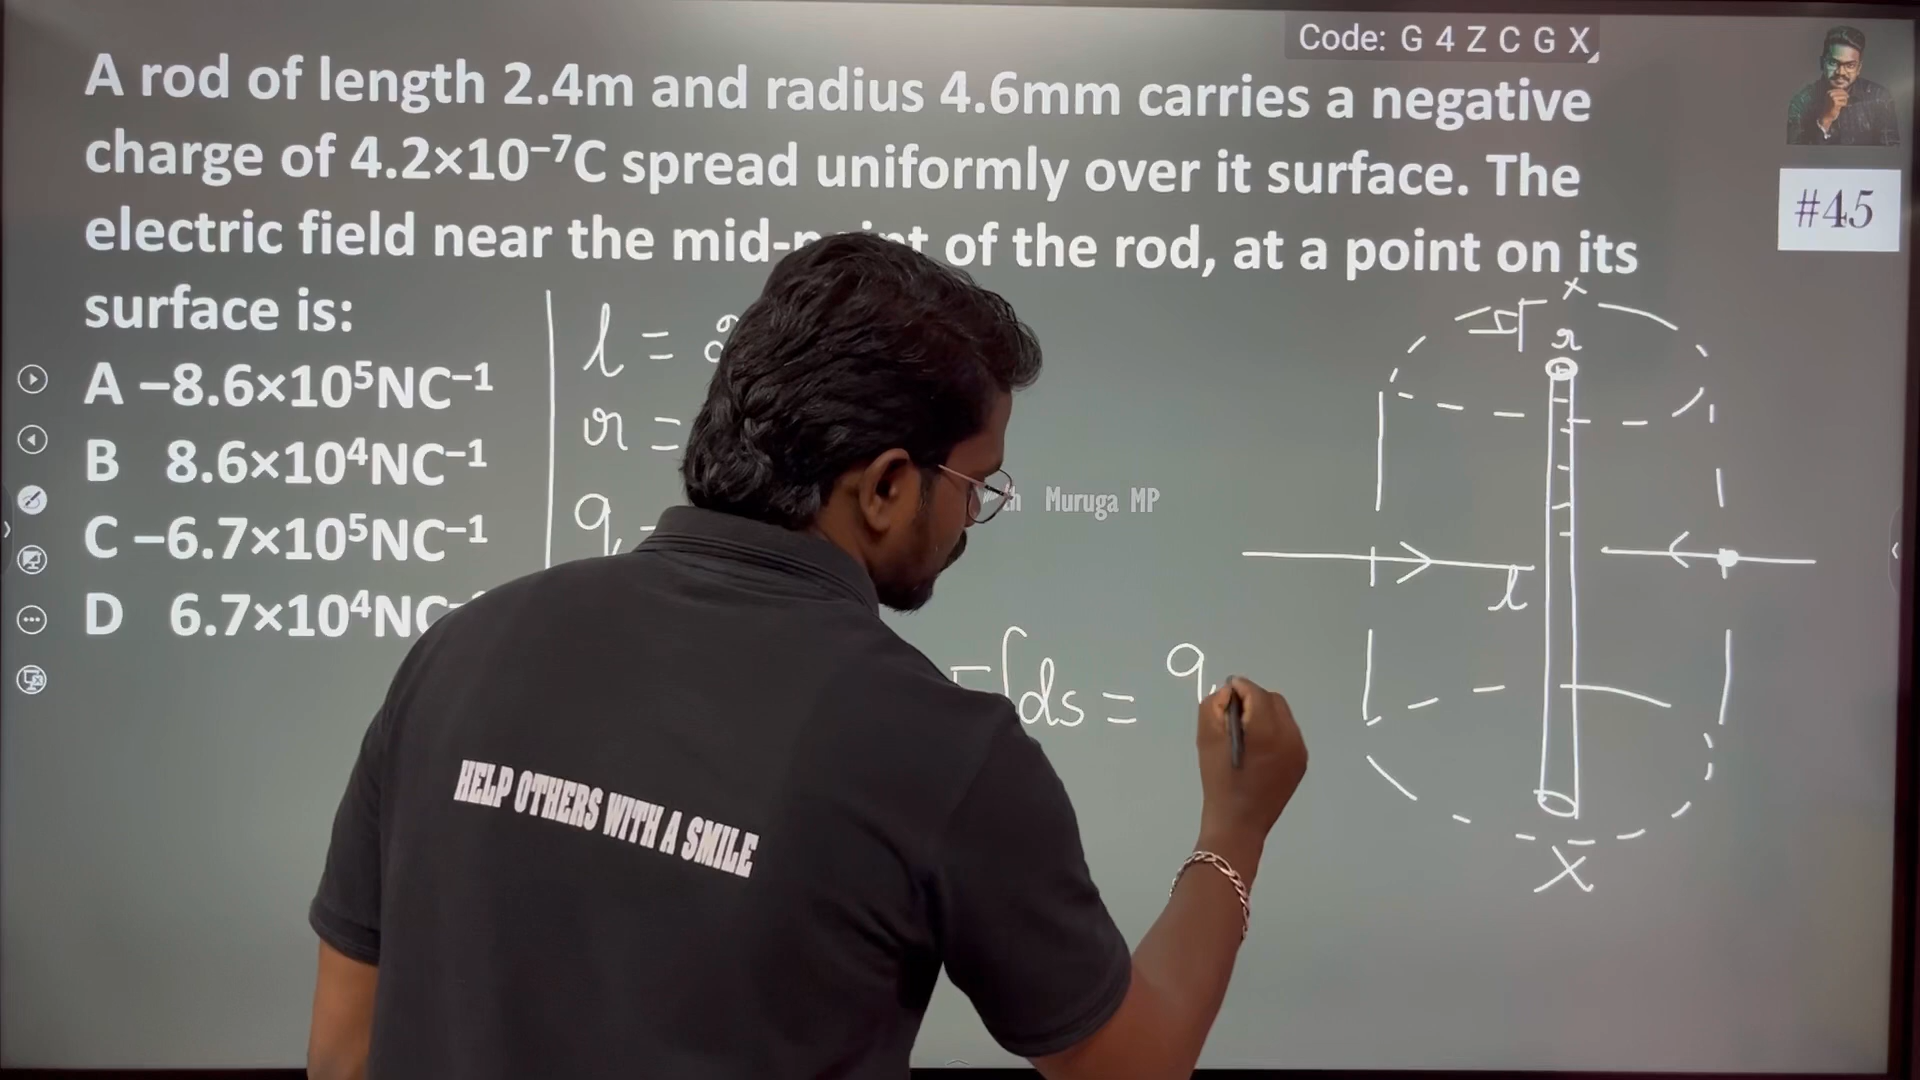 Code: G 4 Z C G X
A rod of length 2.4m and radius 4.6mm carries a negative
charge of 4.2×10⁻⁷C spread uniformly over it surface. The
electric field near the mid-point of the rod, at a point on its
surface is:
#45
A –8.6×10⁵NC⁻¹
B 8.6×10⁴NC⁻¹
C –6.7×10⁵NC⁻¹
D 6.7×10⁴NC
l = 2
r =
q
Muruga MP
∫ds = q
x
r
l
X
HELP OTHERS WITH A SMILE